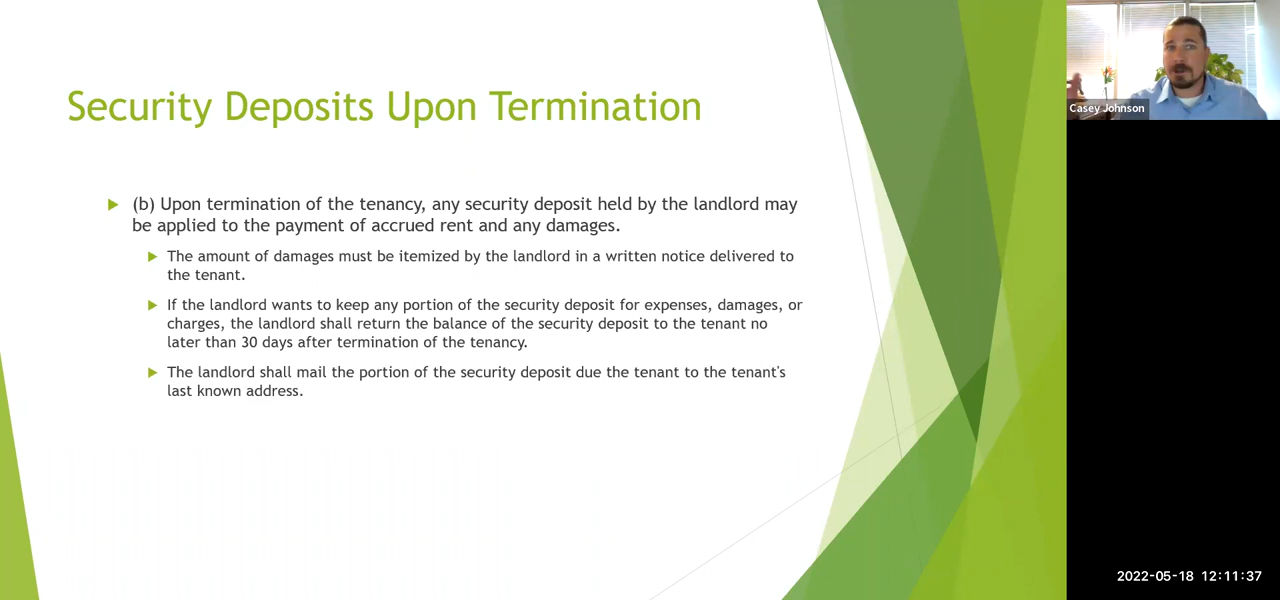 Security Deposits Upon Termination
(b) Upon termination of the tenancy, any security deposit held by the landlord may
be applied to the payment of accrued rent and any damages.
The amount of damages must be itemized by the landlord in a written notice delivered to
the tenant.
If the landlord wants to keep any portion of the security deposit for expenses, damages, or
charges, the landlord shall return the balance of the security deposit to the tenant no
later than 30 days after termination of the tenancy.
The landlord shall mail the portion of the security deposit due the tenant to the tenant's
last known address.
Casey Johnson
2022-05-18 12:11:37